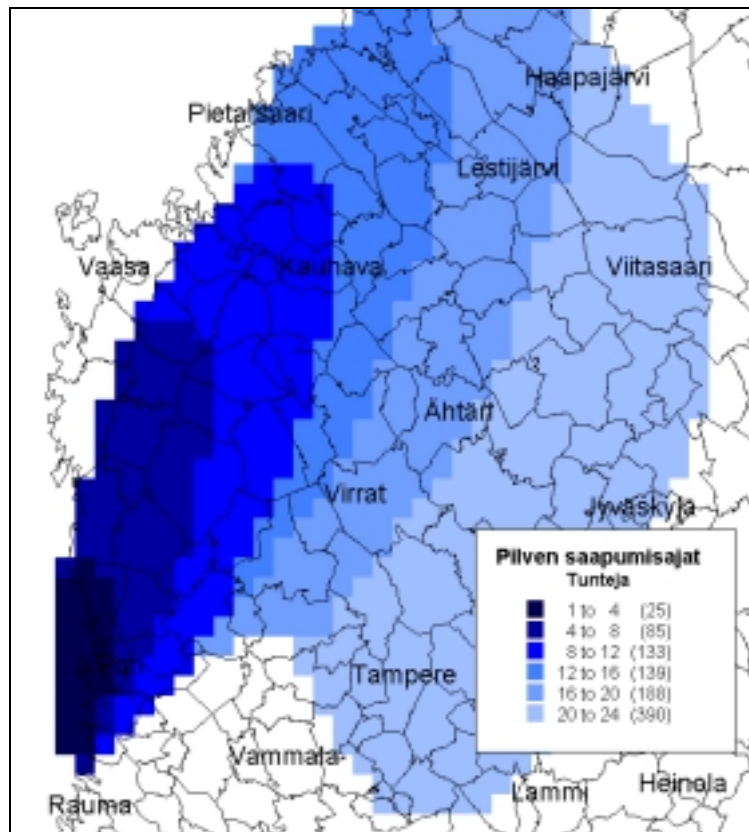 Haapajärvi
Pietarsaari
Lestijärvi
Vaasa
Kauhava
Viitasaari
Ähtäri
Virrat
Jyväskylä
Pilven saapumisajat
Tunteja
1 to 4 (25)
4 to 8 (85)
8 to 12 (133)
12 to 16 (139)
16 to 20 (188)
20 to 24 (390)
Pori
Tampere
Vammala
Rauma
Lammi
Heinola